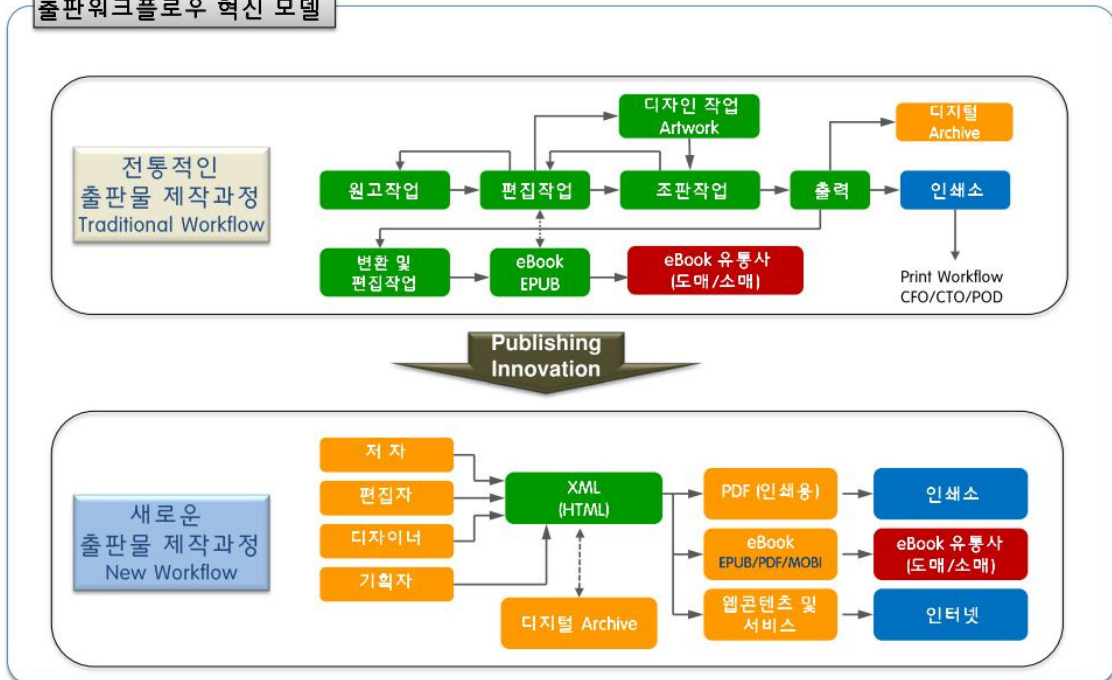 출판워크플로우 혁신 모델
전통적인
출판물 제작과정
Traditional Workflow
디자인 작업
Artwork
디지털
Archive
원고작업
편집작업
조판작업
출력
인쇄소
변환 및
편집작업
eBook
EPUB
eBook 유통사
(도매/소매)
Print Workflow
CFO/CTO/POD
Publishing
Innovation
새로운
출판물 제작과정
New Workflow
저 자
편집자
디자이너
기획자
XML
(HTML)
디지털 Archive
PDF (인쇄용)
인쇄소
eBook
EPUB/PDF/MOBI
eBook 유통사
(도매/소매)
웹콘텐츠 및
서비스
인터넷